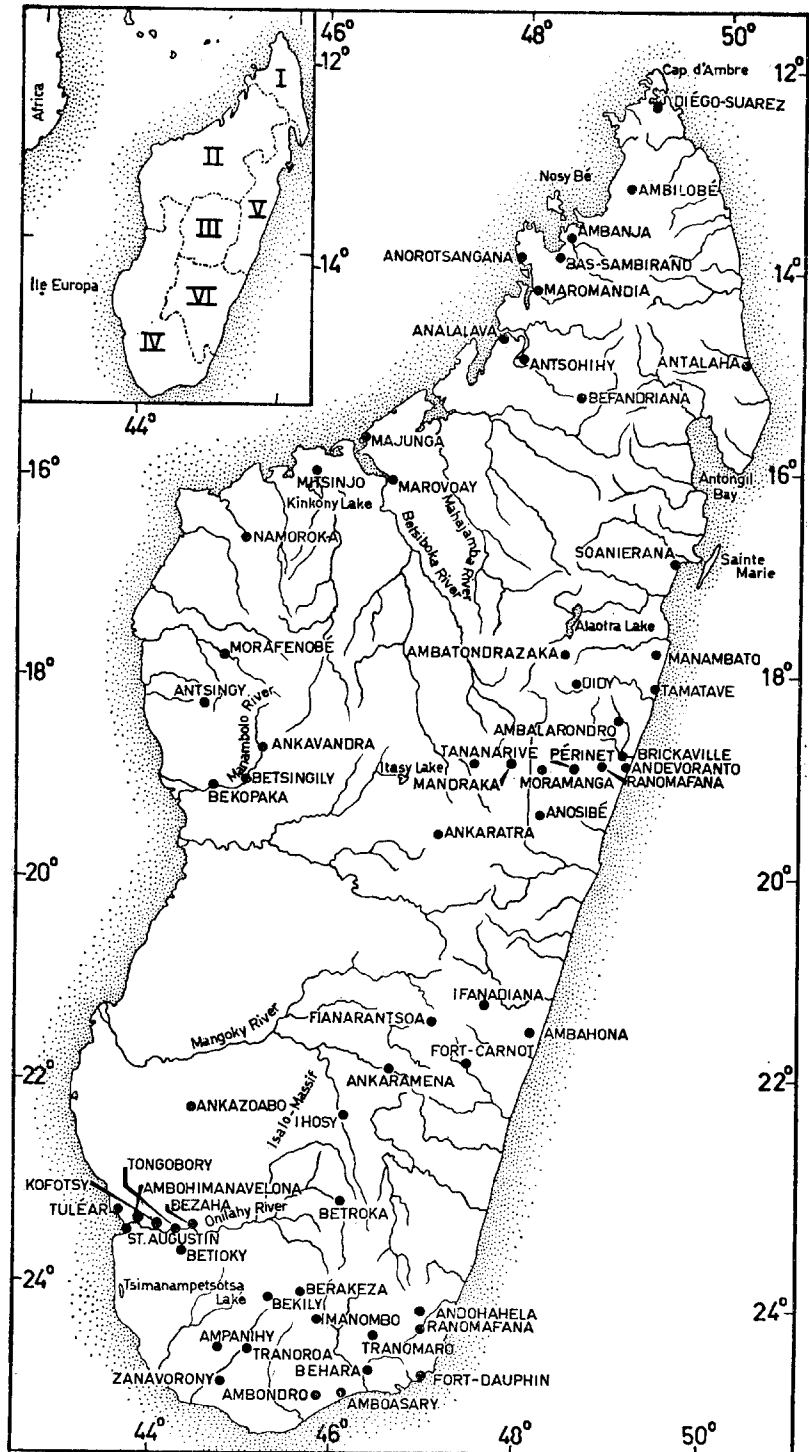 46°
48°
50°
12°
12°
Africa
I
II
III
V
VI
IV
Île Europa
44°
Cap d'Ambre
DIÉGO-SUAREZ
Nosy Bé
AMBILOBÉ
AMBANJA
ANOROTSANGANA
BAS-SAMBIRANO
14°
14°
MAROMANDIA
ANALALAVA
ANTSOHIHY
ANTALAHA
BEFANDRIANA
MAJUNGA
16°
16°
MITSINJO
MAROVOAY
Antongil
Bay
Kinkony Lake
Mahajamba River
Betsiboka River
NAMOROKA
SOANIERANA
Sainte
Marie
Alaotra Lake
MORAFENOBÉ
AMBATONDRAZAKA
MANAMBATO
18°
18°
DIDY
TAMATAVE
ANTSINGY
Manambolo River
AMBALARONDRO
ANKAVANDRA
TANANARIVE
PÉRINET
BRICKAVILLE
Itasy Lake
ANDEVORANTO
BETSINGILY
MANDRAKA
MORAMANGA
RANOMAFANA
BEKOPAKA
ANOSIBÉ
ANKARATRA
20°
20°
IFANADIANA
FIANARANTSOA
Mangoky River
AMBAHONA
FORT-CARNOT
22°
22°
ANKARAMENA
ANKAZOABO
Isalo-Massif
IHOSY
TONGOBORY
KOFOTSY
AMBOHIMANAVELONA
BEZAHA
TULÉAR
Onilahy River
BETROKA
ST. AUGUSTIN
BETIOKY
24°
24°
Tsimanampetsotsa
Lake
BERAKEZA
BEKILY
IMANOMBO
ANDOHAHELA
RANOMAFANA
AMPANIHY
TRANOROA
TRANOMARO
BEHARA
ZANAVORONY
FORT-DAUPHIN
AMBONDRO
AMBOASARY
44°
46°
48°
50°